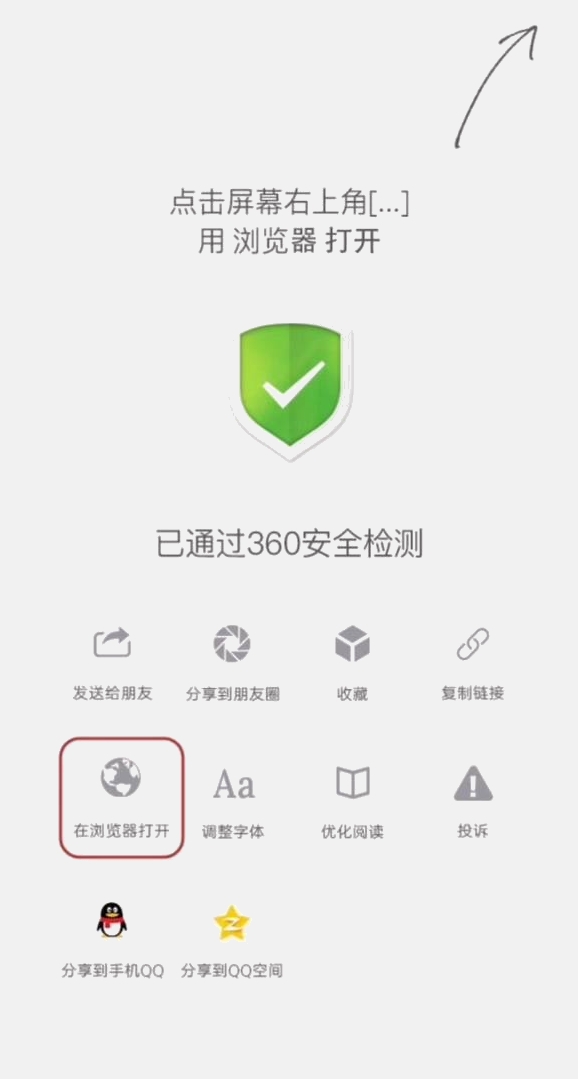 点击屏幕右上角[...]
用 浏览器 打开
已通过360安全检测
发送给朋友
分享到朋友圈
收藏
复制链接
在浏览器打开
Aa
调整字体
优化阅读
投诉
分享到手机QQ
分享到QQ空间